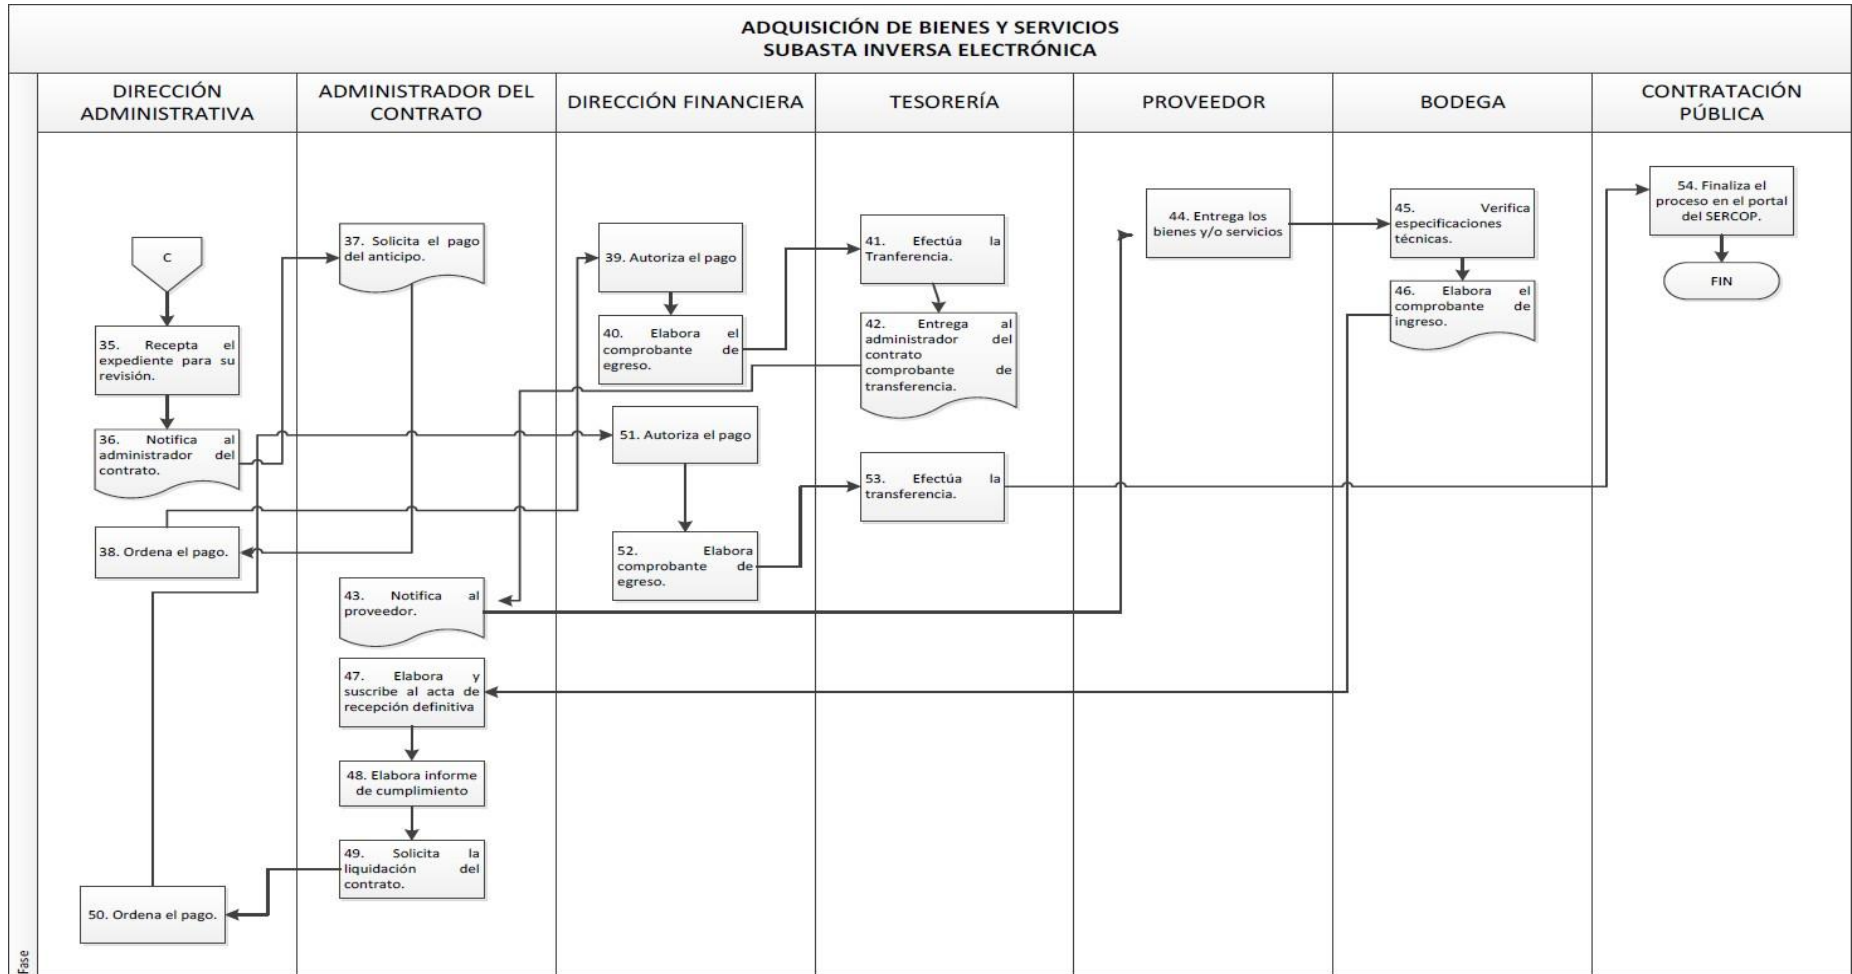 ADQUISICIÓN DE BIENES Y SERVICIOS
SUBASTA INVERSA ELECTRÓNICA
DIRECCIÓN
ADMINISTRATIVA
ADMINISTRADOR DEL
CONTRATO
DIRECCIÓN FINANCIERA
TESORERÍA
PROVEEDOR
BODEGA
CONTRATACIÓN
PÚBLICA
C
35. Recepta el
expediente para su
revisión.
36. Notifica al
administrador del
contrato.
37. Solicita el pago
del anticipo.
38. Ordena el pago.
39. Autoriza el pago
40. Elabora el
comprobante de
egreso.
41. Efectúa la
Tranferencia.
42. Entrega al
administrador del
contrato
comprobante de
transferencia.
43. Notifica al
proveedor.
44. Entrega los
bienes y/o servicios
45. Verifica
especificaciones
técnicas.
46. Elabora el
comprobante de
ingreso.
47. Elabora y
suscribe al acta de
recepción definitiva
48. Elabora informe
de cumplimiento
49. Solicita la
liquidación del
contrato.
50. Ordena el pago.
51. Autoriza el pago
52. Elabora
comprobante de
egreso.
53. Efectúa la
transferencia.
54. Finaliza el
proceso en el portal
del SERCOP.
FIN
Fase